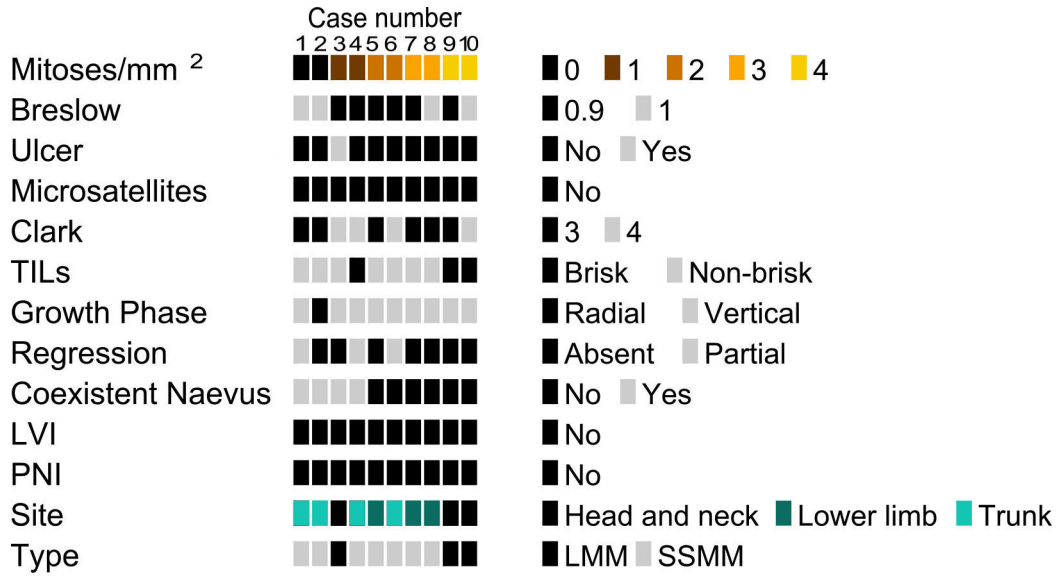 Case number
1 2 3 4 5 6 7 8 9 10
Mitoses/mm 2 0 1 2 3 4
Breslow 0.9 1
Ulcer No Yes
Microsatellites No
Clark 3 4
TILs Brisk Non-brisk
Growth Phase Radial Vertical
Regression Absent Partial
Coexistent Naevus No Yes
LVI No
PNI No
Site Head and neck Lower limb Trunk
Type LMM SSMM